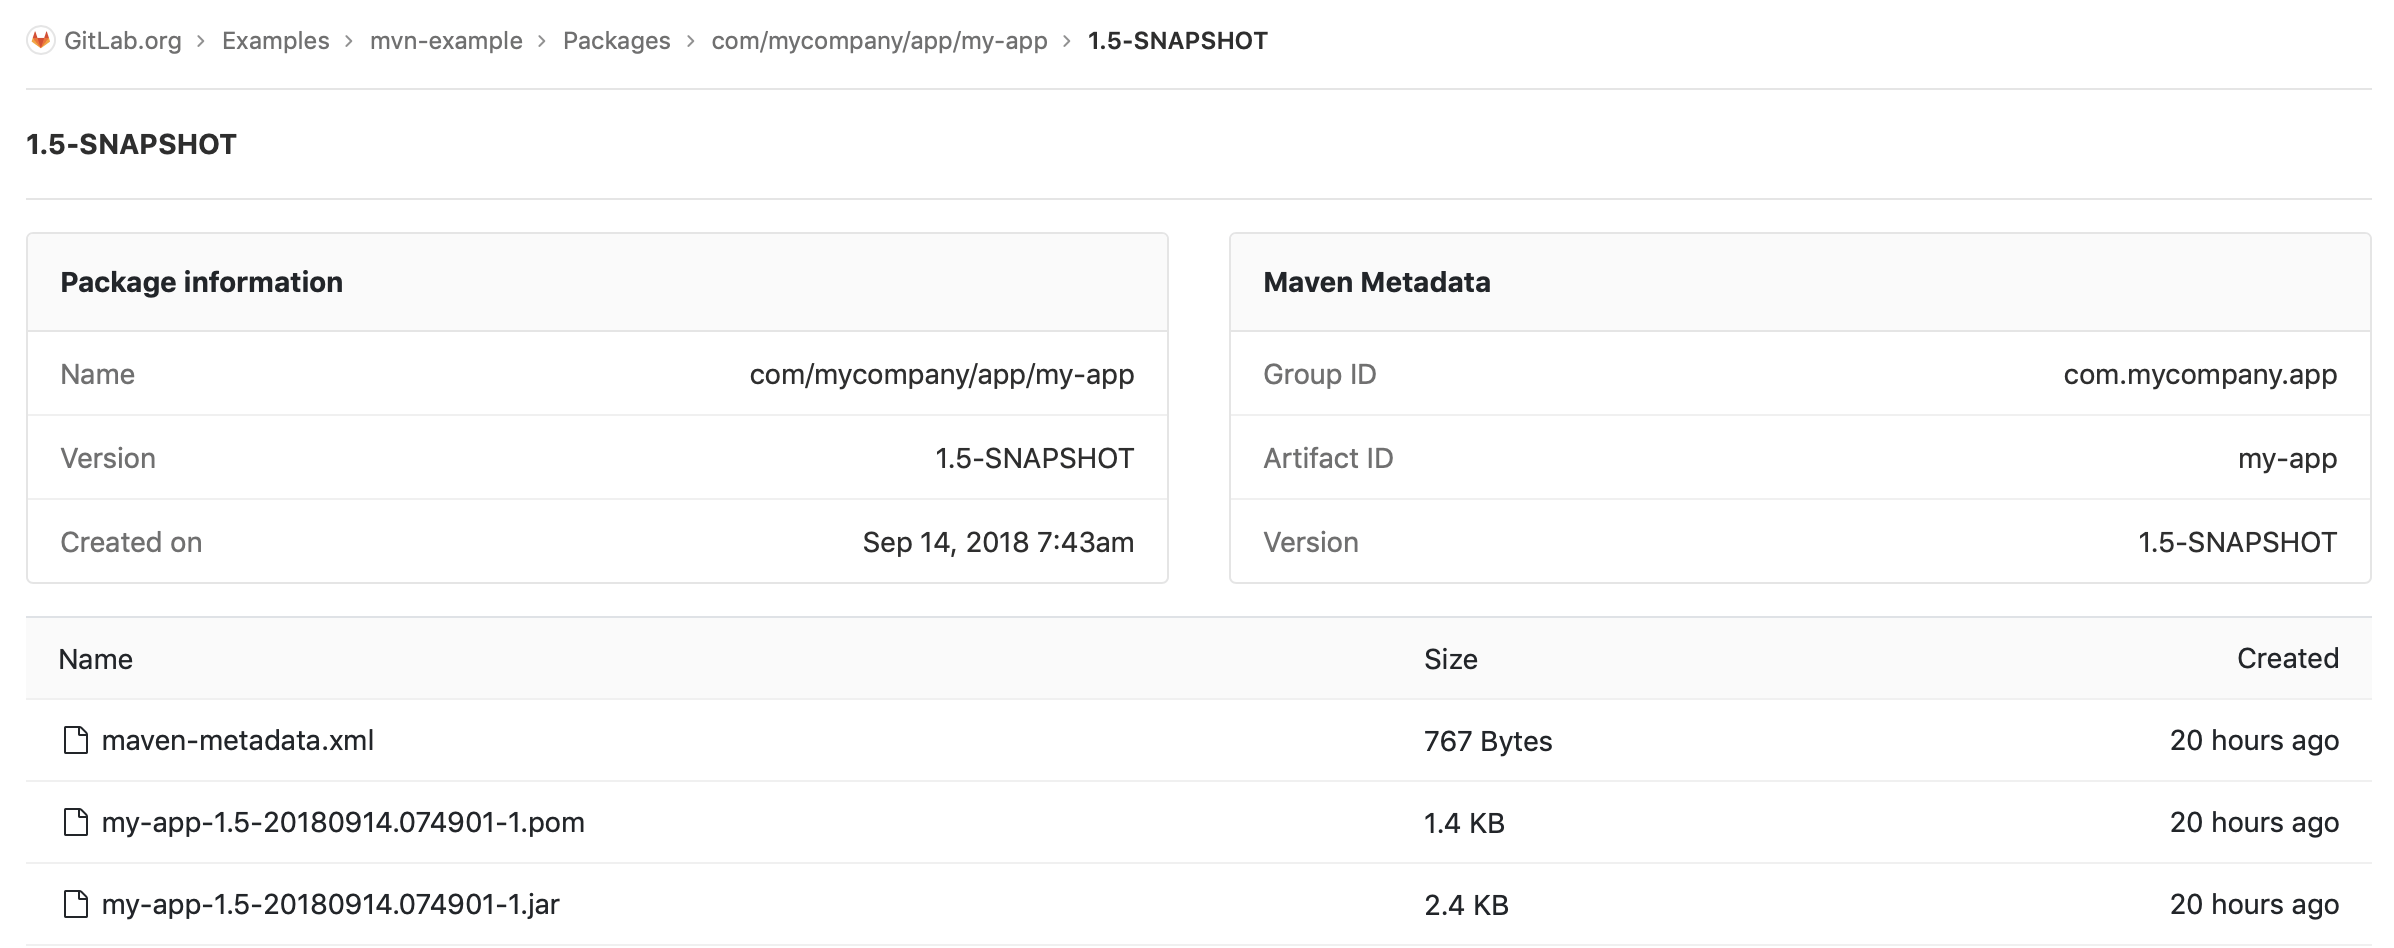 GitLab.org > Examples > mvn-example > Packages > com/mycompany/app/my-app > 1.5-SNAPSHOT
1.5-SNAPSHOT
Package information
Name com/mycompany/app/my-app
Version 1.5-SNAPSHOT
Created on Sep 14, 2018 7:43am
Maven Metadata
Group ID com.mycompany.app
Artifact ID my-app
Version 1.5-SNAPSHOT
Name Size Created
maven-metadata.xml 767 Bytes 20 hours ago
my-app-1.5-20180914.074901-1.pom 1.4 KB 20 hours ago
my-app-1.5-20180914.074901-1.jar 2.4 KB 20 hours ago